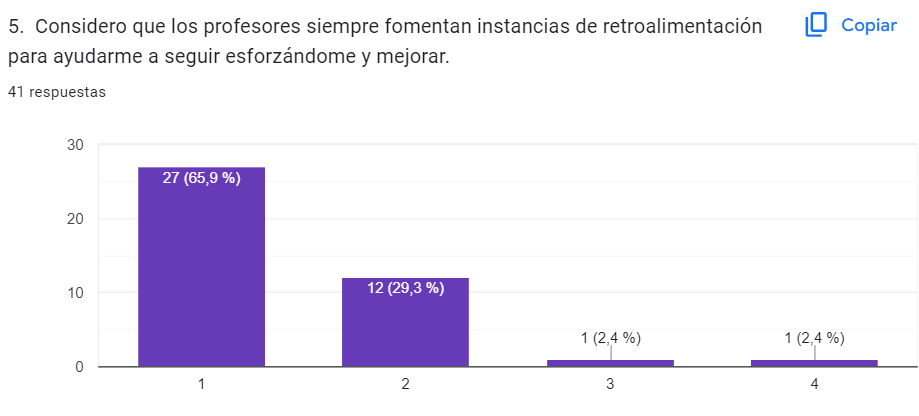 5. Considero que los profesores siempre fomentan instancias de retroalimentación
para ayudarme a seguir esforzándome y mejorar.
Copiar
41 respuestas
30
20
10
0
27 (65,9 %)
12 (29,3 %)
1 (2,4 %)
1 (2,4 %)
1
2
3
4